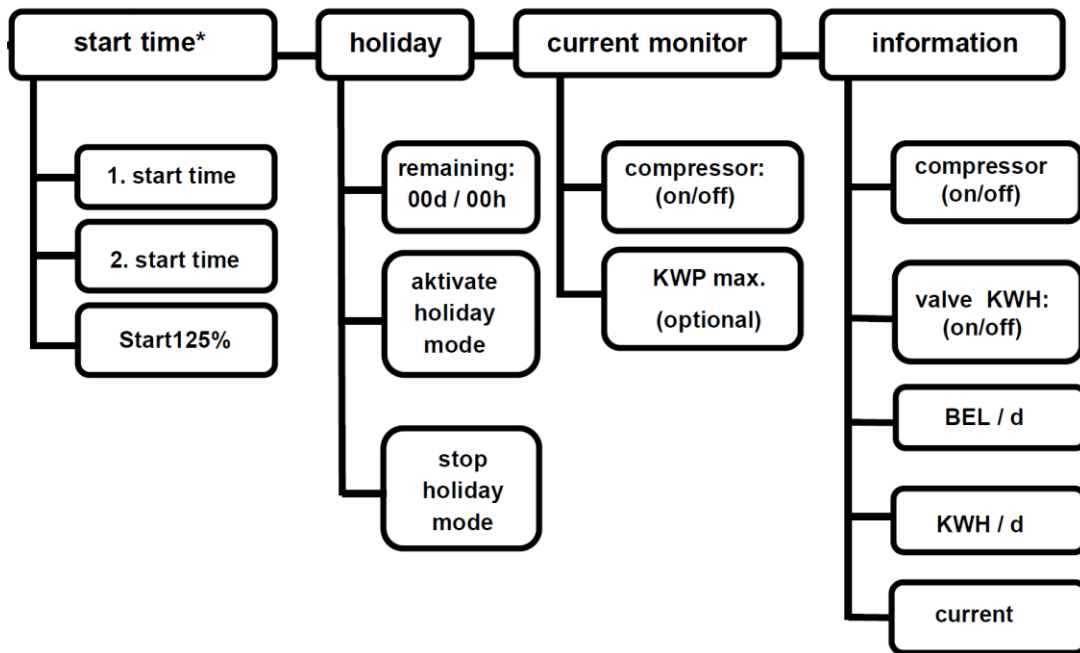 start time*
holiday
current monitor
information
1. start time
2. start time
Start125%
remaining:
00d / 00h
aktivate
holiday
mode
stop
holiday
mode
compressor:
(on/off)
KWP max.
(optional)
compressor
(on/off)
valve KWH:
(on/off)
BEL / d
KWH / d
current